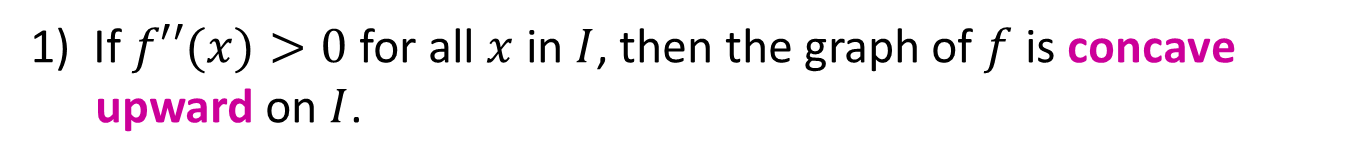 1) If f''(x) > 0 for all x in I, then the graph of f is concave
upward on I.